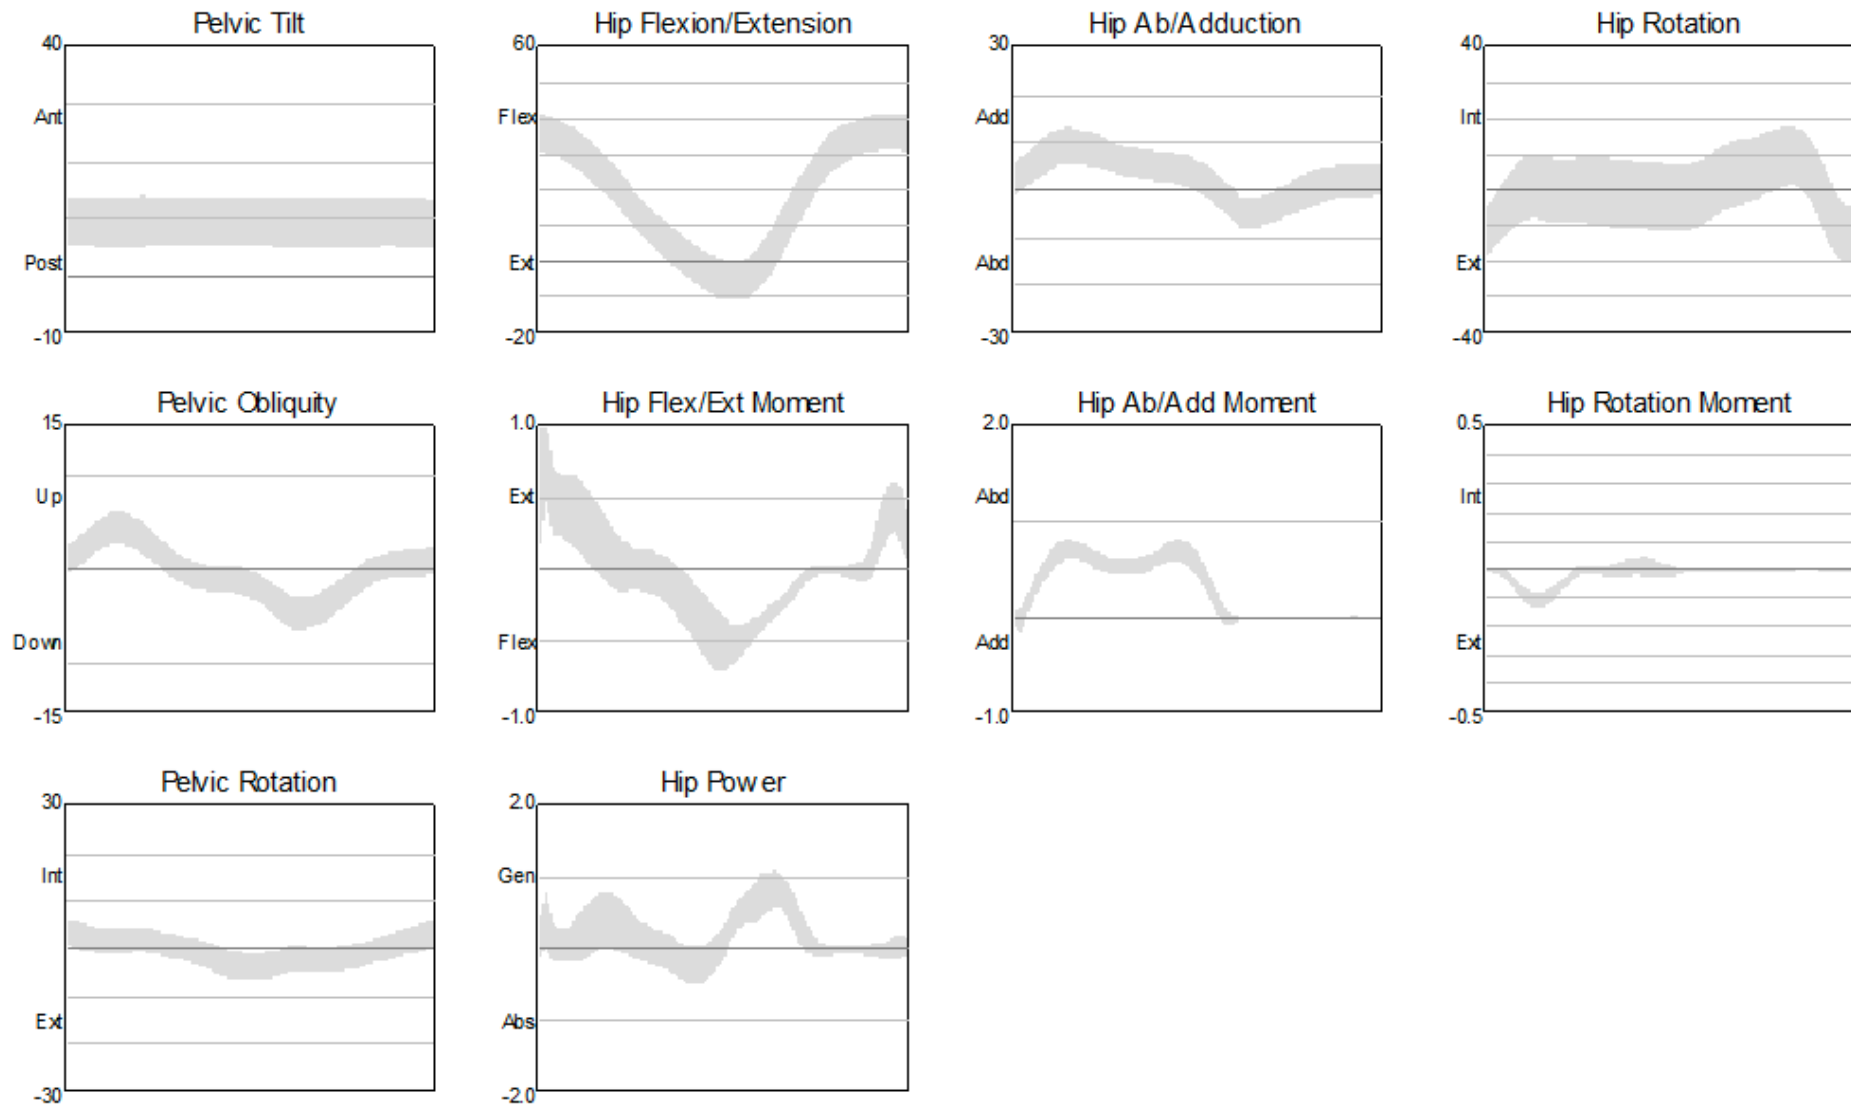 Pelvic Tilt
40
Ant
Post
-10
Hip Flexion/Extension
60
Flex
Ext
-20
Hip Ab/Adduction
30
Add
Abd
-30
Hip Rotation
40
Int
Ext
-40
Pelvic Obliquity
15
Up
Down
-15
Hip Flex/Ext Moment
1.0
Ext
Flex
-1.0
Hip Ab/Add Moment
2.0
Abd
Add
-1.0
Hip Rotation Moment
0.5
Int
Ext
-0.5
Pelvic Rotation
30
Int
Ext
-30
Hip Power
2.0
Gen
Abs
-2.0